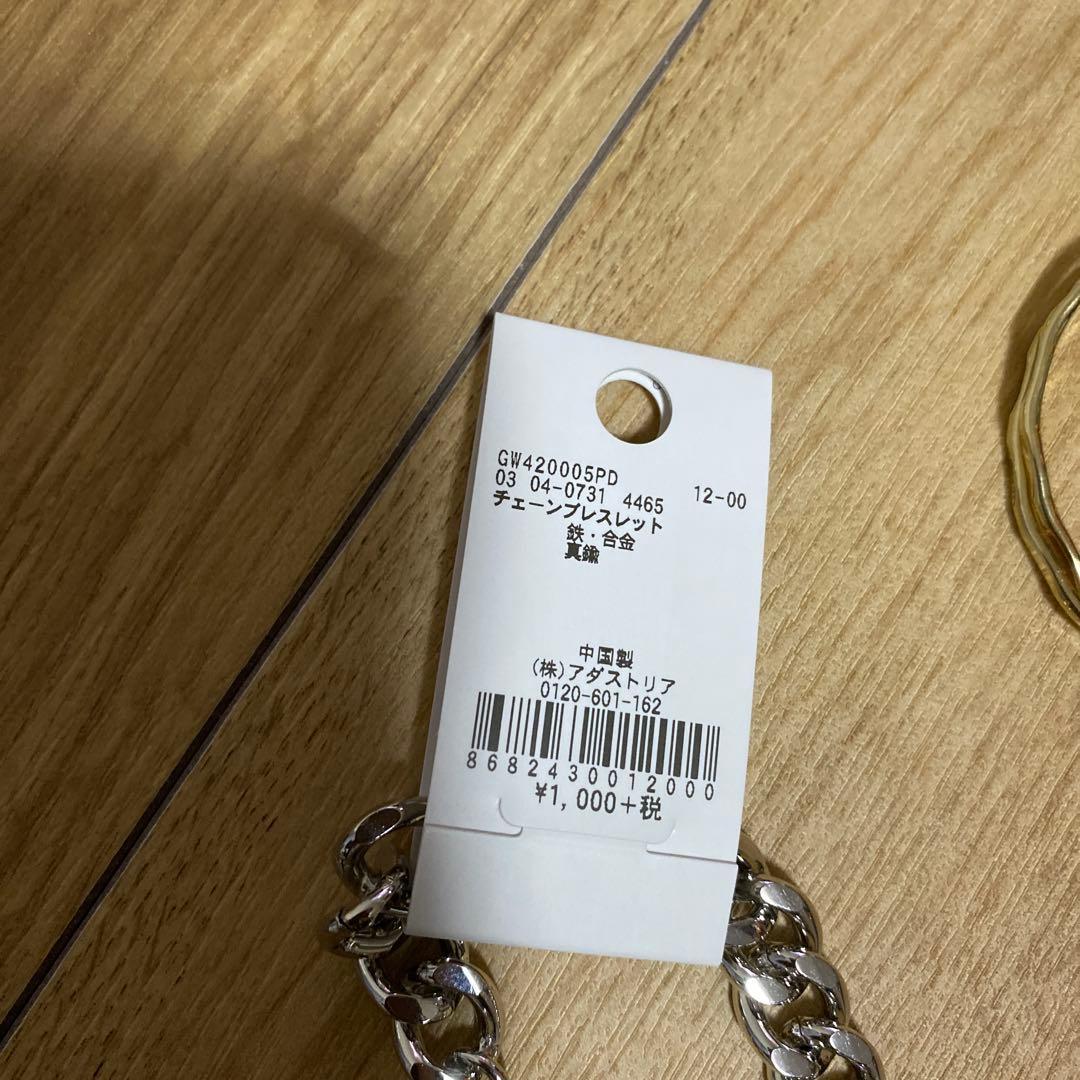 GW420005PD
03 04-0731 4465 12-00
チェーンブレスレット
鉄・合金
真鍮
中国製
(株)アダストリア
0120-601-162
8682430012000
¥1,000+税